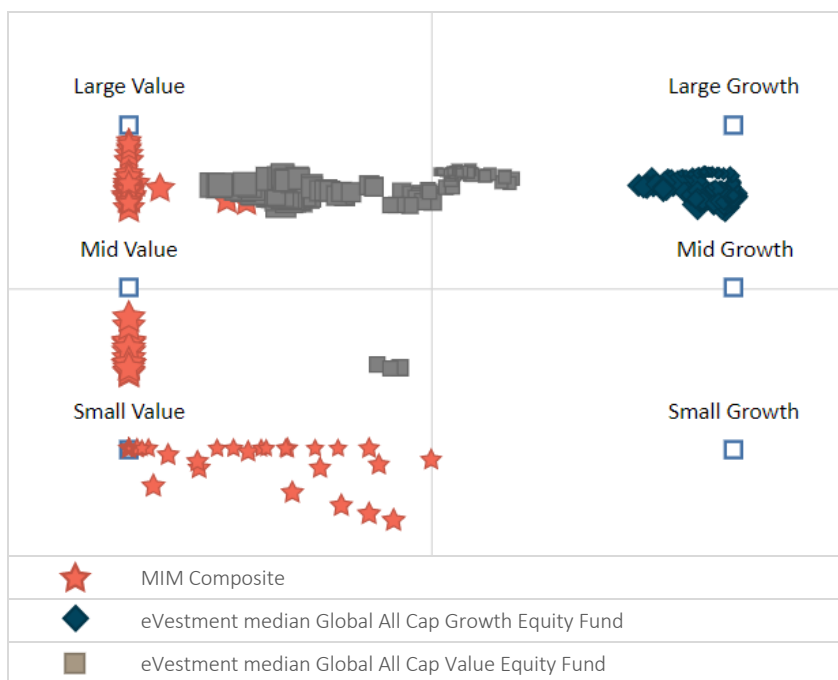 Large Value
Large Growth
Mid Value
Mid Growth
Small Value
Small Growth
MIM Composite
eVestment median Global All Cap Growth Equity Fund
eVestment median Global All Cap Value Equity Fund